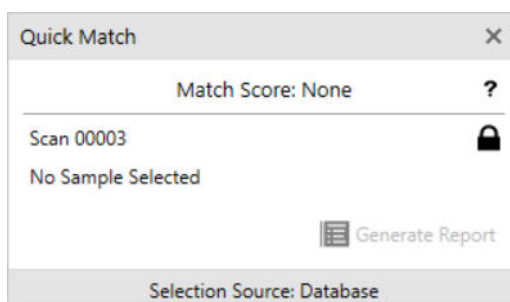 Quick Match
Match Score: None ?
Scan 00003
No Sample Selected
Generate Report
Selection Source: Database